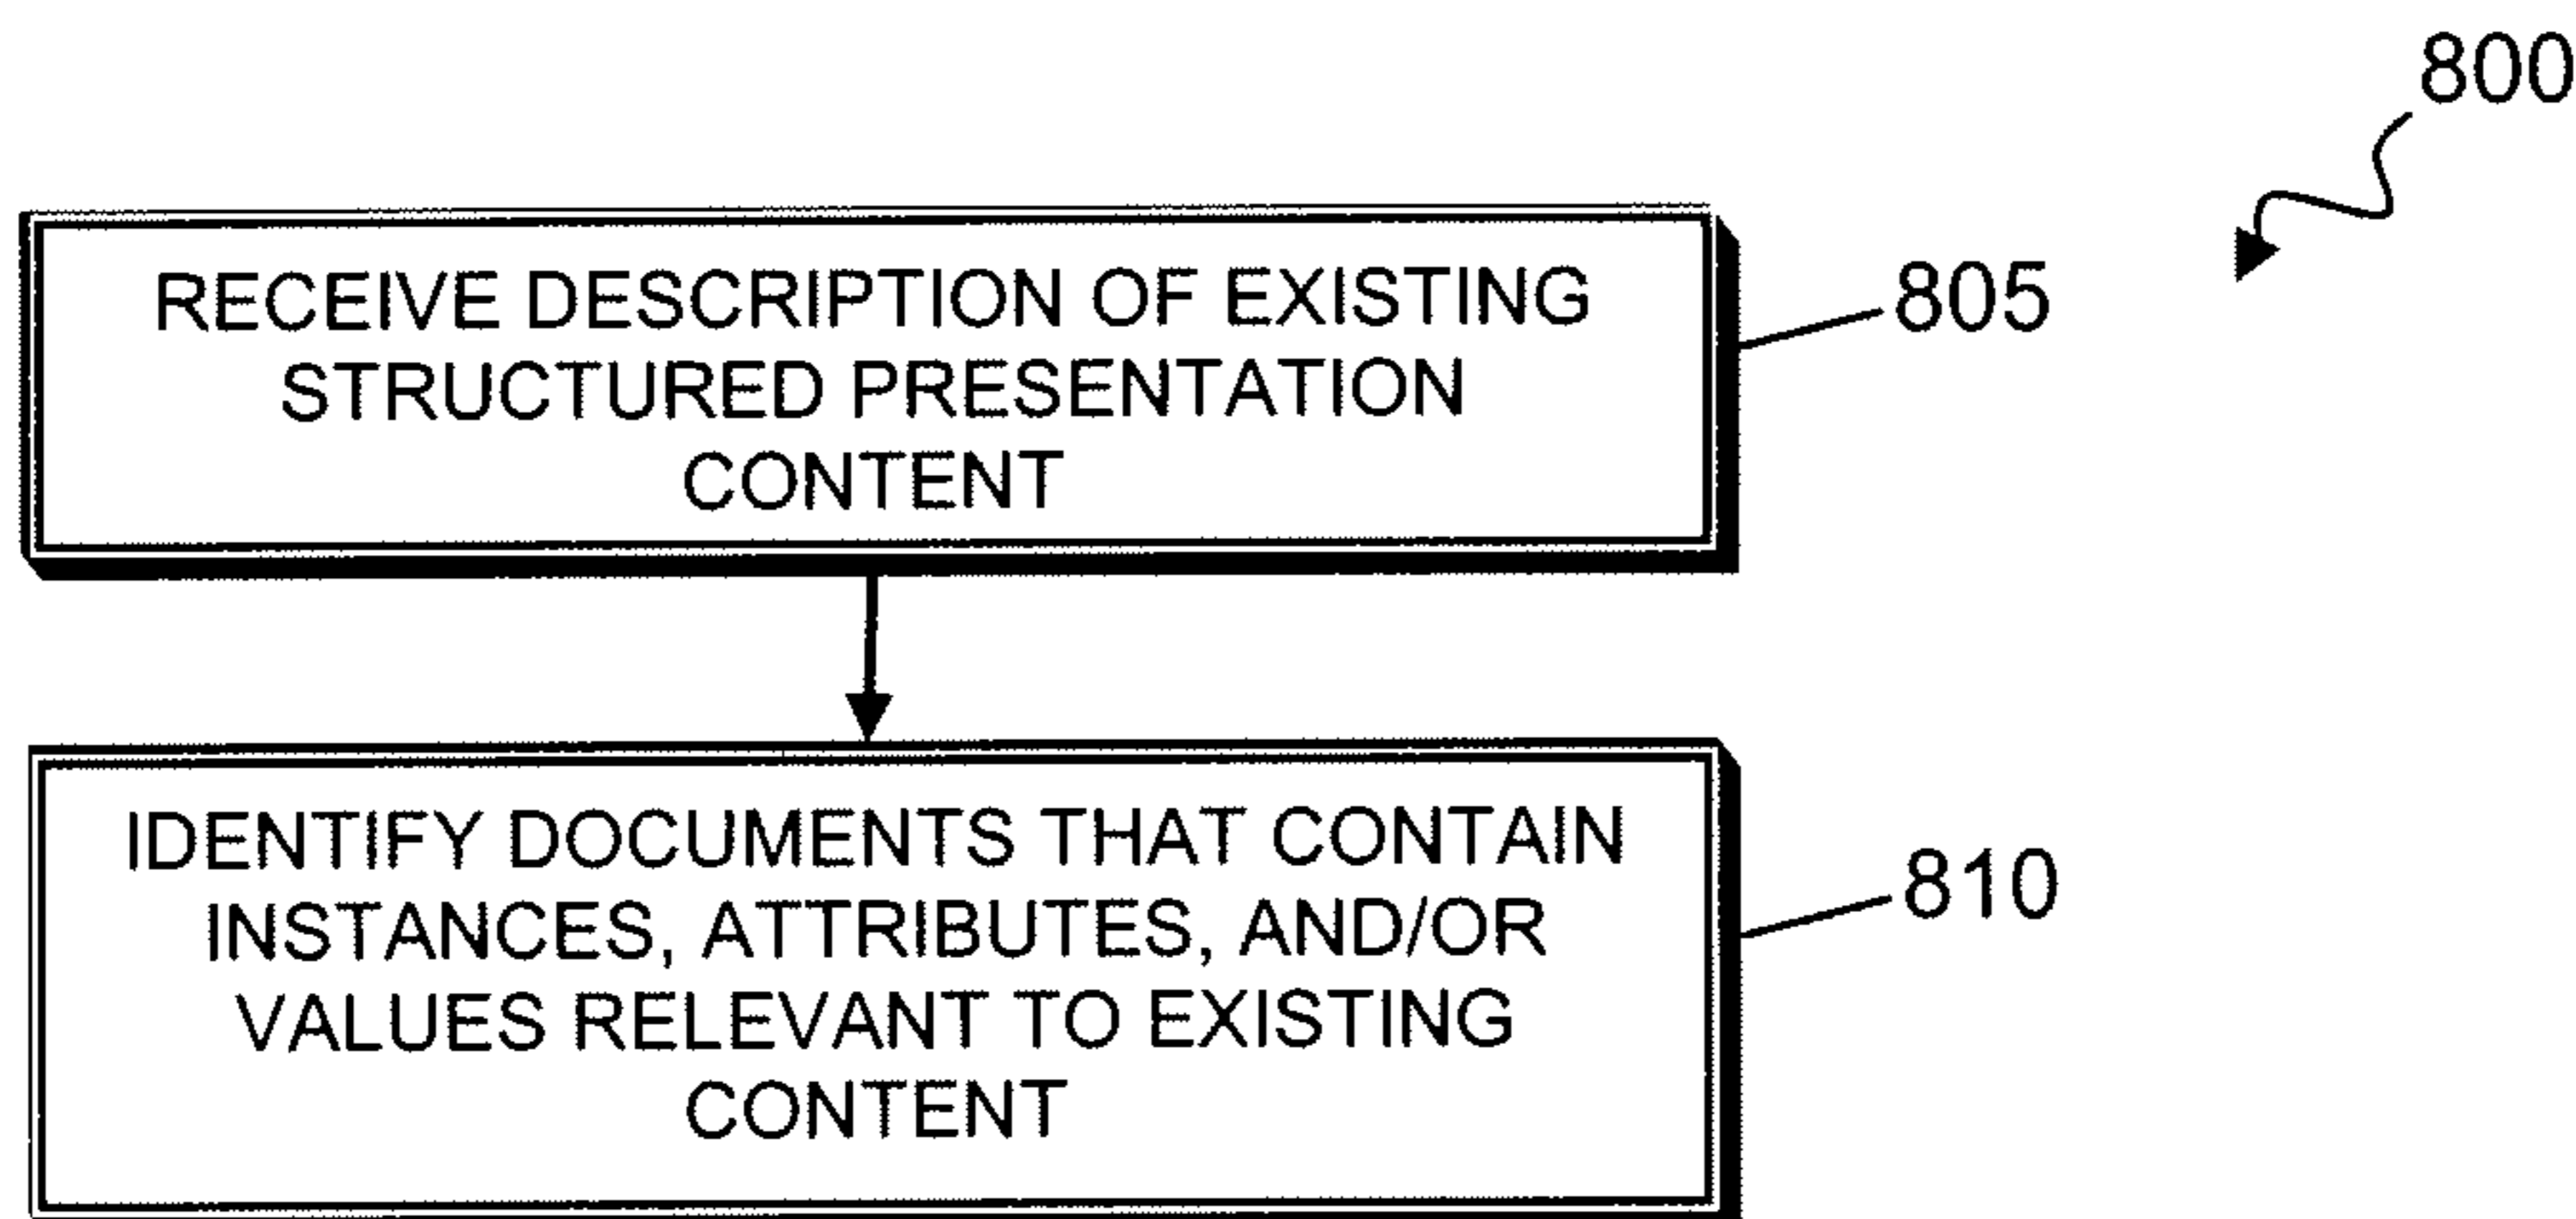 800
RECEIVE DESCRIPTION OF EXISTING
STRUCTURED PRESENTATION
CONTENT
805
IDENTIFY DOCUMENTS THAT CONTAIN
INSTANCES, ATTRIBUTES, AND/OR
VALUES RELEVANT TO EXISTING
CONTENT
810